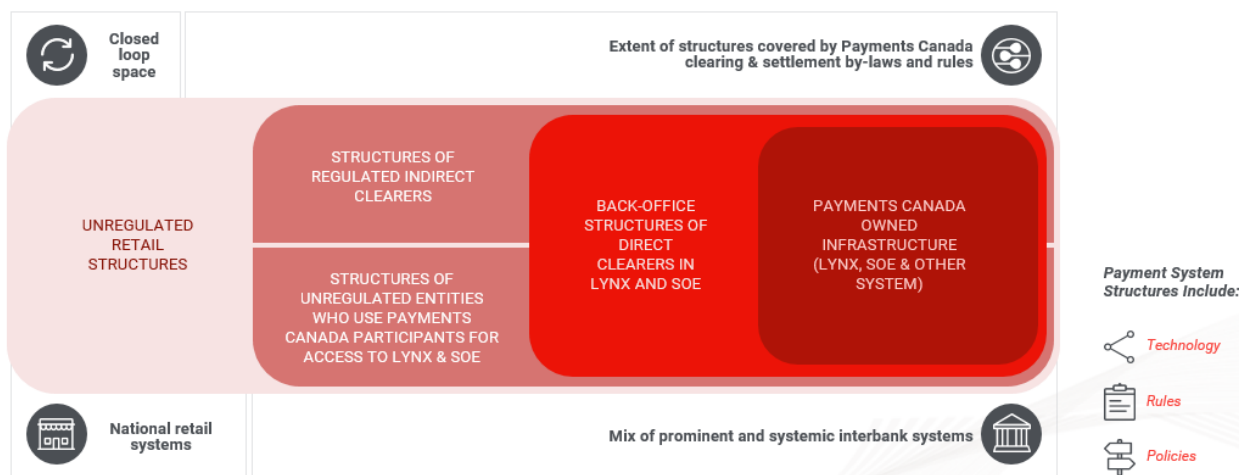 Closed
loop
space
Extent of structures covered by Payments Canada
clearing & settlement by-laws and rules
UNREGULATED
RETAIL
STRUCTURES
STRUCTURES OF
REGULATED INDIRECT
CLEARERS
STRUCTURES OF
UNREGULATED ENTITIES
WHO USE PAYMENTS
CANADA PARTICIPANTS FOR
ACCESS TO LYNX & SOE
BACK-OFFICE
STRUCTURES OF
DIRECT
CLEARERS IN
LYNX AND SOE
PAYMENTS CANADA
OWNED
INFRASTRUCTURE
(LYNX, SOE & OTHER
SYSTEM)
National retail
systems
Mix of prominent and systemic interbank systems
Payment System
Structures Include:
Technology
Rules
Policies